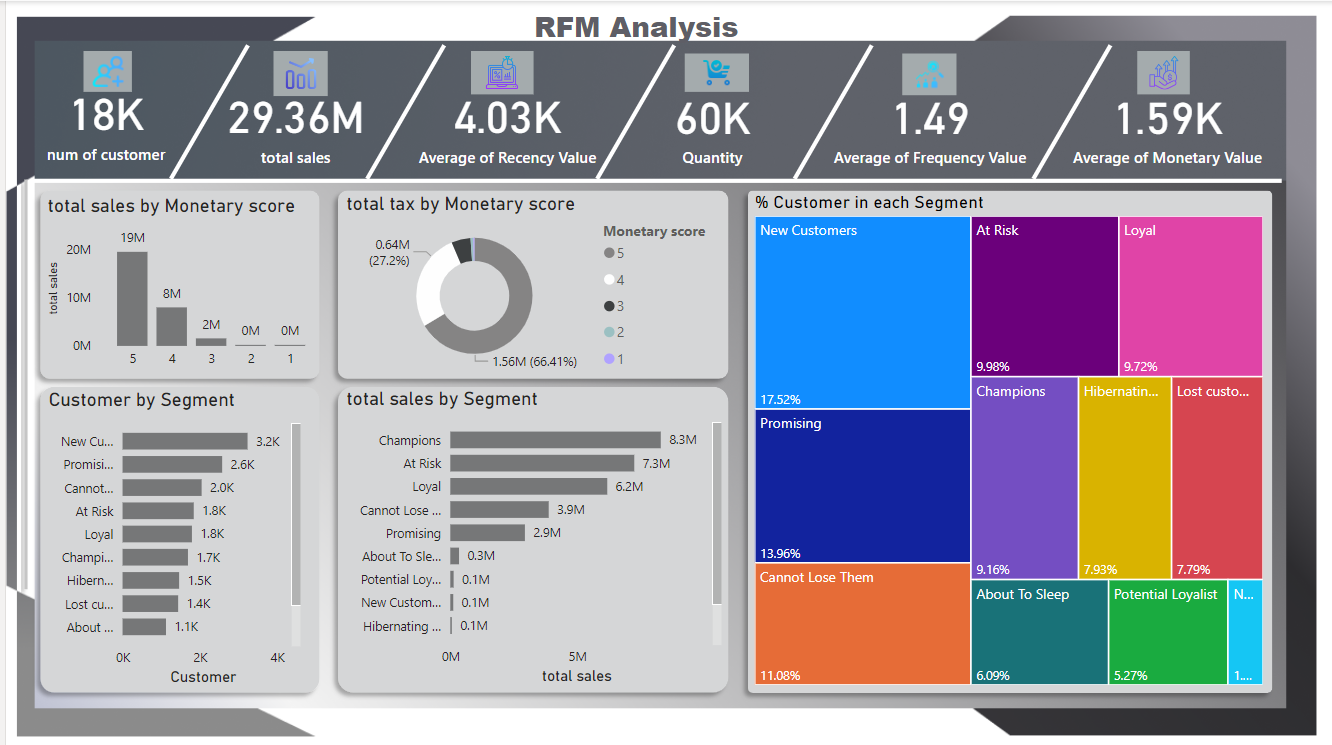 RFM Analysis
18K
num of customer
29.36M
total sales
4.03K
Average of Recency Value
60K
Quantity
1.49
Average of Frequency Value
1.59K
Average of Monetary Value
total sales by Monetary score
total sales
20M
10M
0M
19M
8M
2M
0M
0M
5 4 3 2 1
total tax by Monetary score
0.64M
(27.2%)
1.56M (66.41%)
Monetary score
5
4
3
2
1
Customer by Segment
New Cu... 3.2K
Promisi... 2.6K
Cannot... 2.0K
At Risk 1.8K
Loyal 1.8K
Champi... 1.7K
Hibern... 1.5K
Lost cu... 1.4K
About ... 1.1K
0K 2K 4K
Customer
total sales by Segment
Champions 8.3M
At Risk 7.3M
Loyal 6.2M
Cannot Lose ... 3.9M
Promising 2.9M
About To Sle... 0.3M
Potential Loy... 0.1M
New Custom... 0.1M
Hibernating ... 0.1M
0M 5M
total sales
% Customer in each Segment
New Customers
17.52%
Promising
13.96%
Cannot Lose Them
11.08%
At Risk
9.98%
Loyal
9.72%
Champions
9.16%
Hibernatin...
7.93%
Lost custo...
7.79%
About To Sleep
6.09%
Potential Loyalist
5.27%
N...
1....